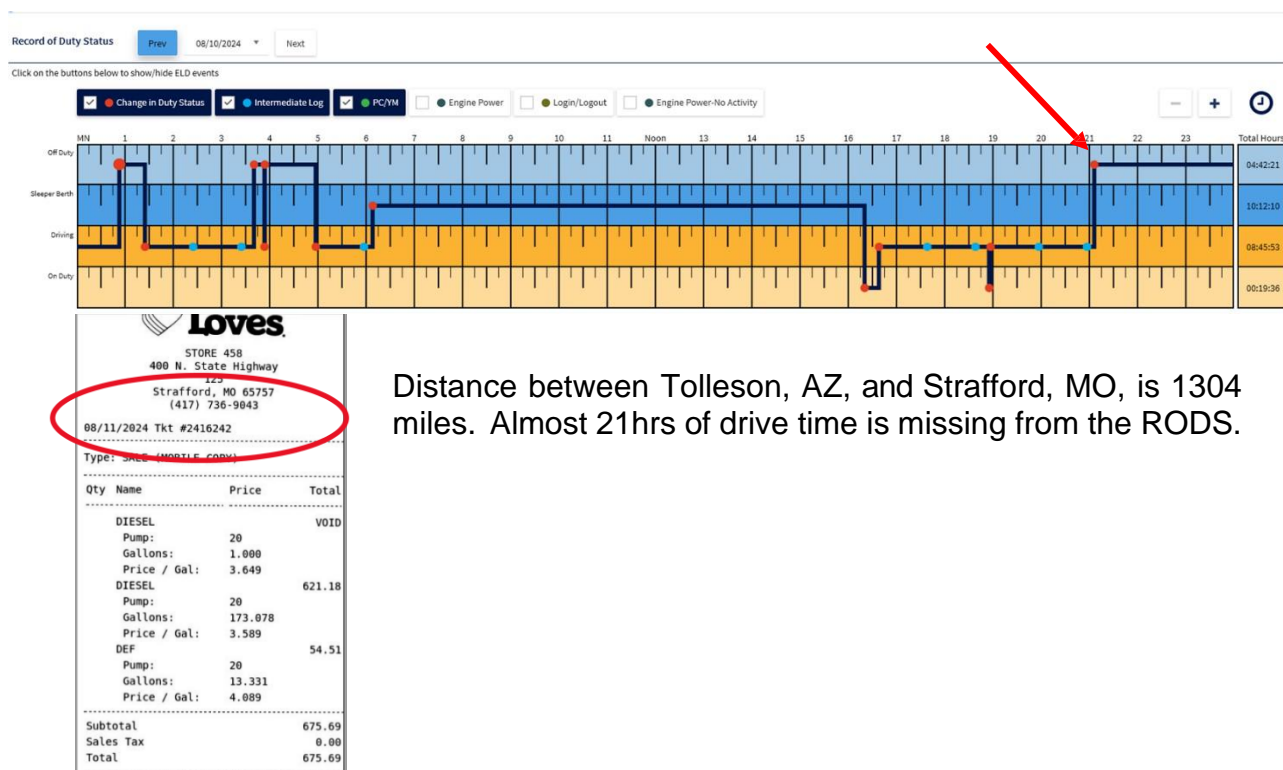 Record of Duty Status Prev 08/10/2024 Next
Click on the buttons below to show/hide ELD events
Change in Duty Status Intermediate Log PC/YM Engine Power Login/Logout Engine Power-No Activity - +
MN 1 2 3 4 5 6 7 8 9 10 11 Noon 13 14 15 16 17 18 19 20 21 22 23 Total Hours
Off Duty 04:42:21
Sleeper Berth 10:12:10
Driving 08:45:53
On Duty 00:19:36
Loves
STORE 458
400 N. State Highway
125
Strafford, MO 65757
(417) 736-9043
08/11/2024 Tkt #2416242
Type: SALE (MOBILE COPY)
Qty Name Price Total
DIESEL VOID
Pump: 20
Gallons: 1.000
Price / Gal: 3.649
DIESEL 621.18
Pump: 20
Gallons: 173.078
Price / Gal: 3.589
DEF 54.51
Pump: 20
Gallons: 13.331
Price / Gal: 4.089
Subtotal 675.69
Sales Tax 0.00
Total 675.69
Distance between Tolleson, AZ, and Strafford, MO, is 1304
miles. Almost 21hrs of drive time is missing from the RODS.